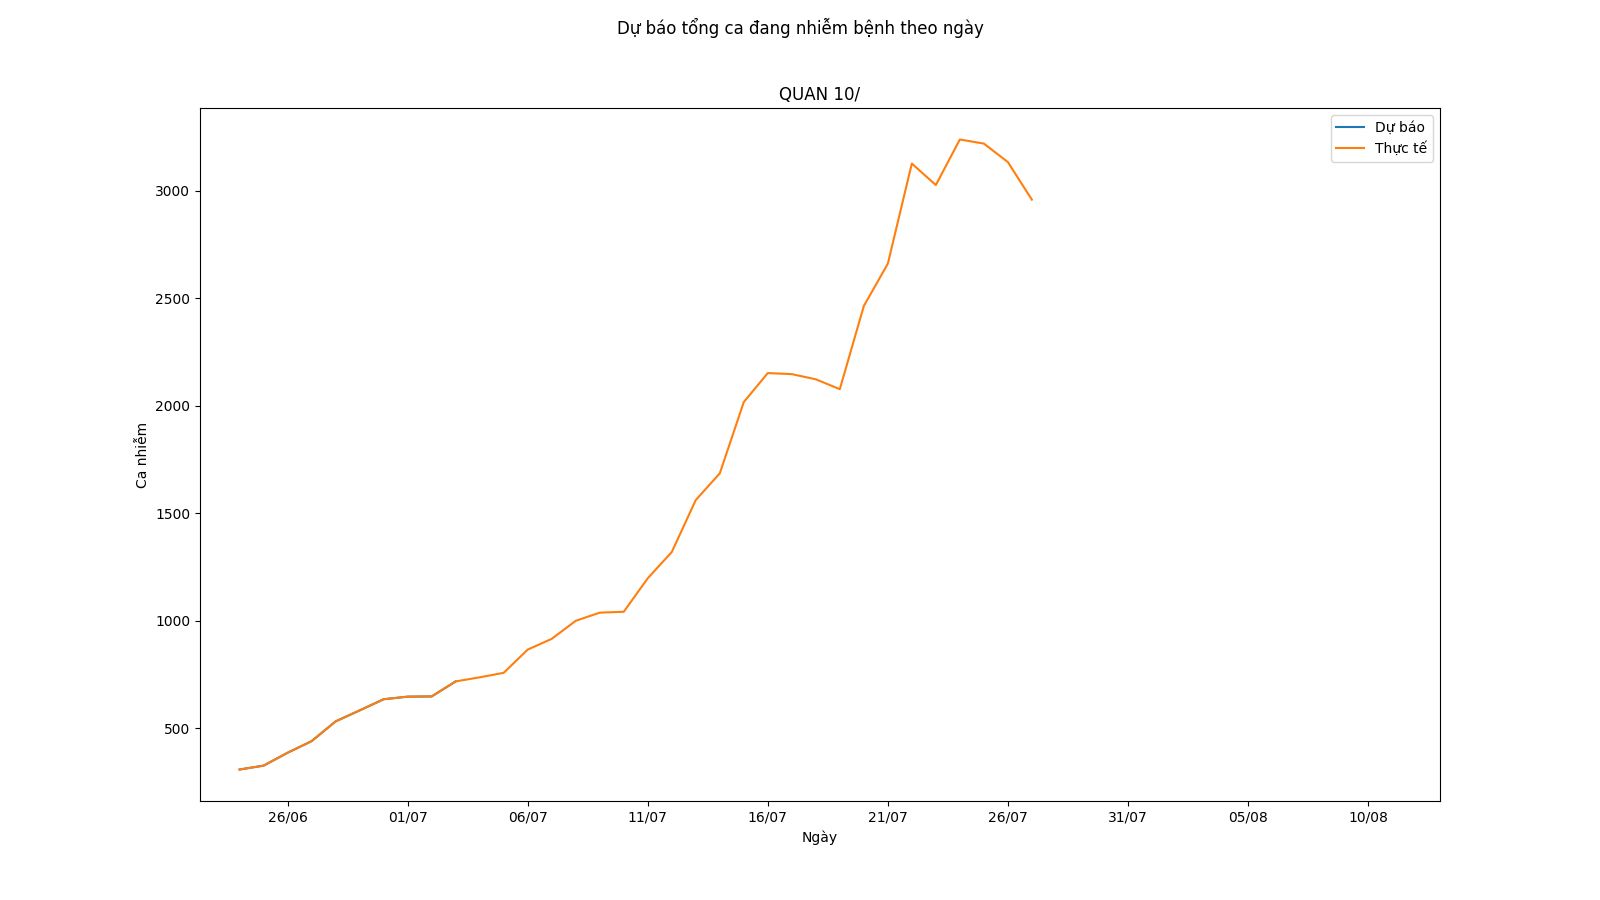 Dự báo tổng ca đang nhiễm bệnh theo ngày
QUAN 10/
Dự báo
Thực tế
3000
2500
2000
1500
1000
500
Ca nhiễm
26/06
01/07
06/07
11/07
16/07
21/07
26/07
31/07
05/08
10/08
Ngày